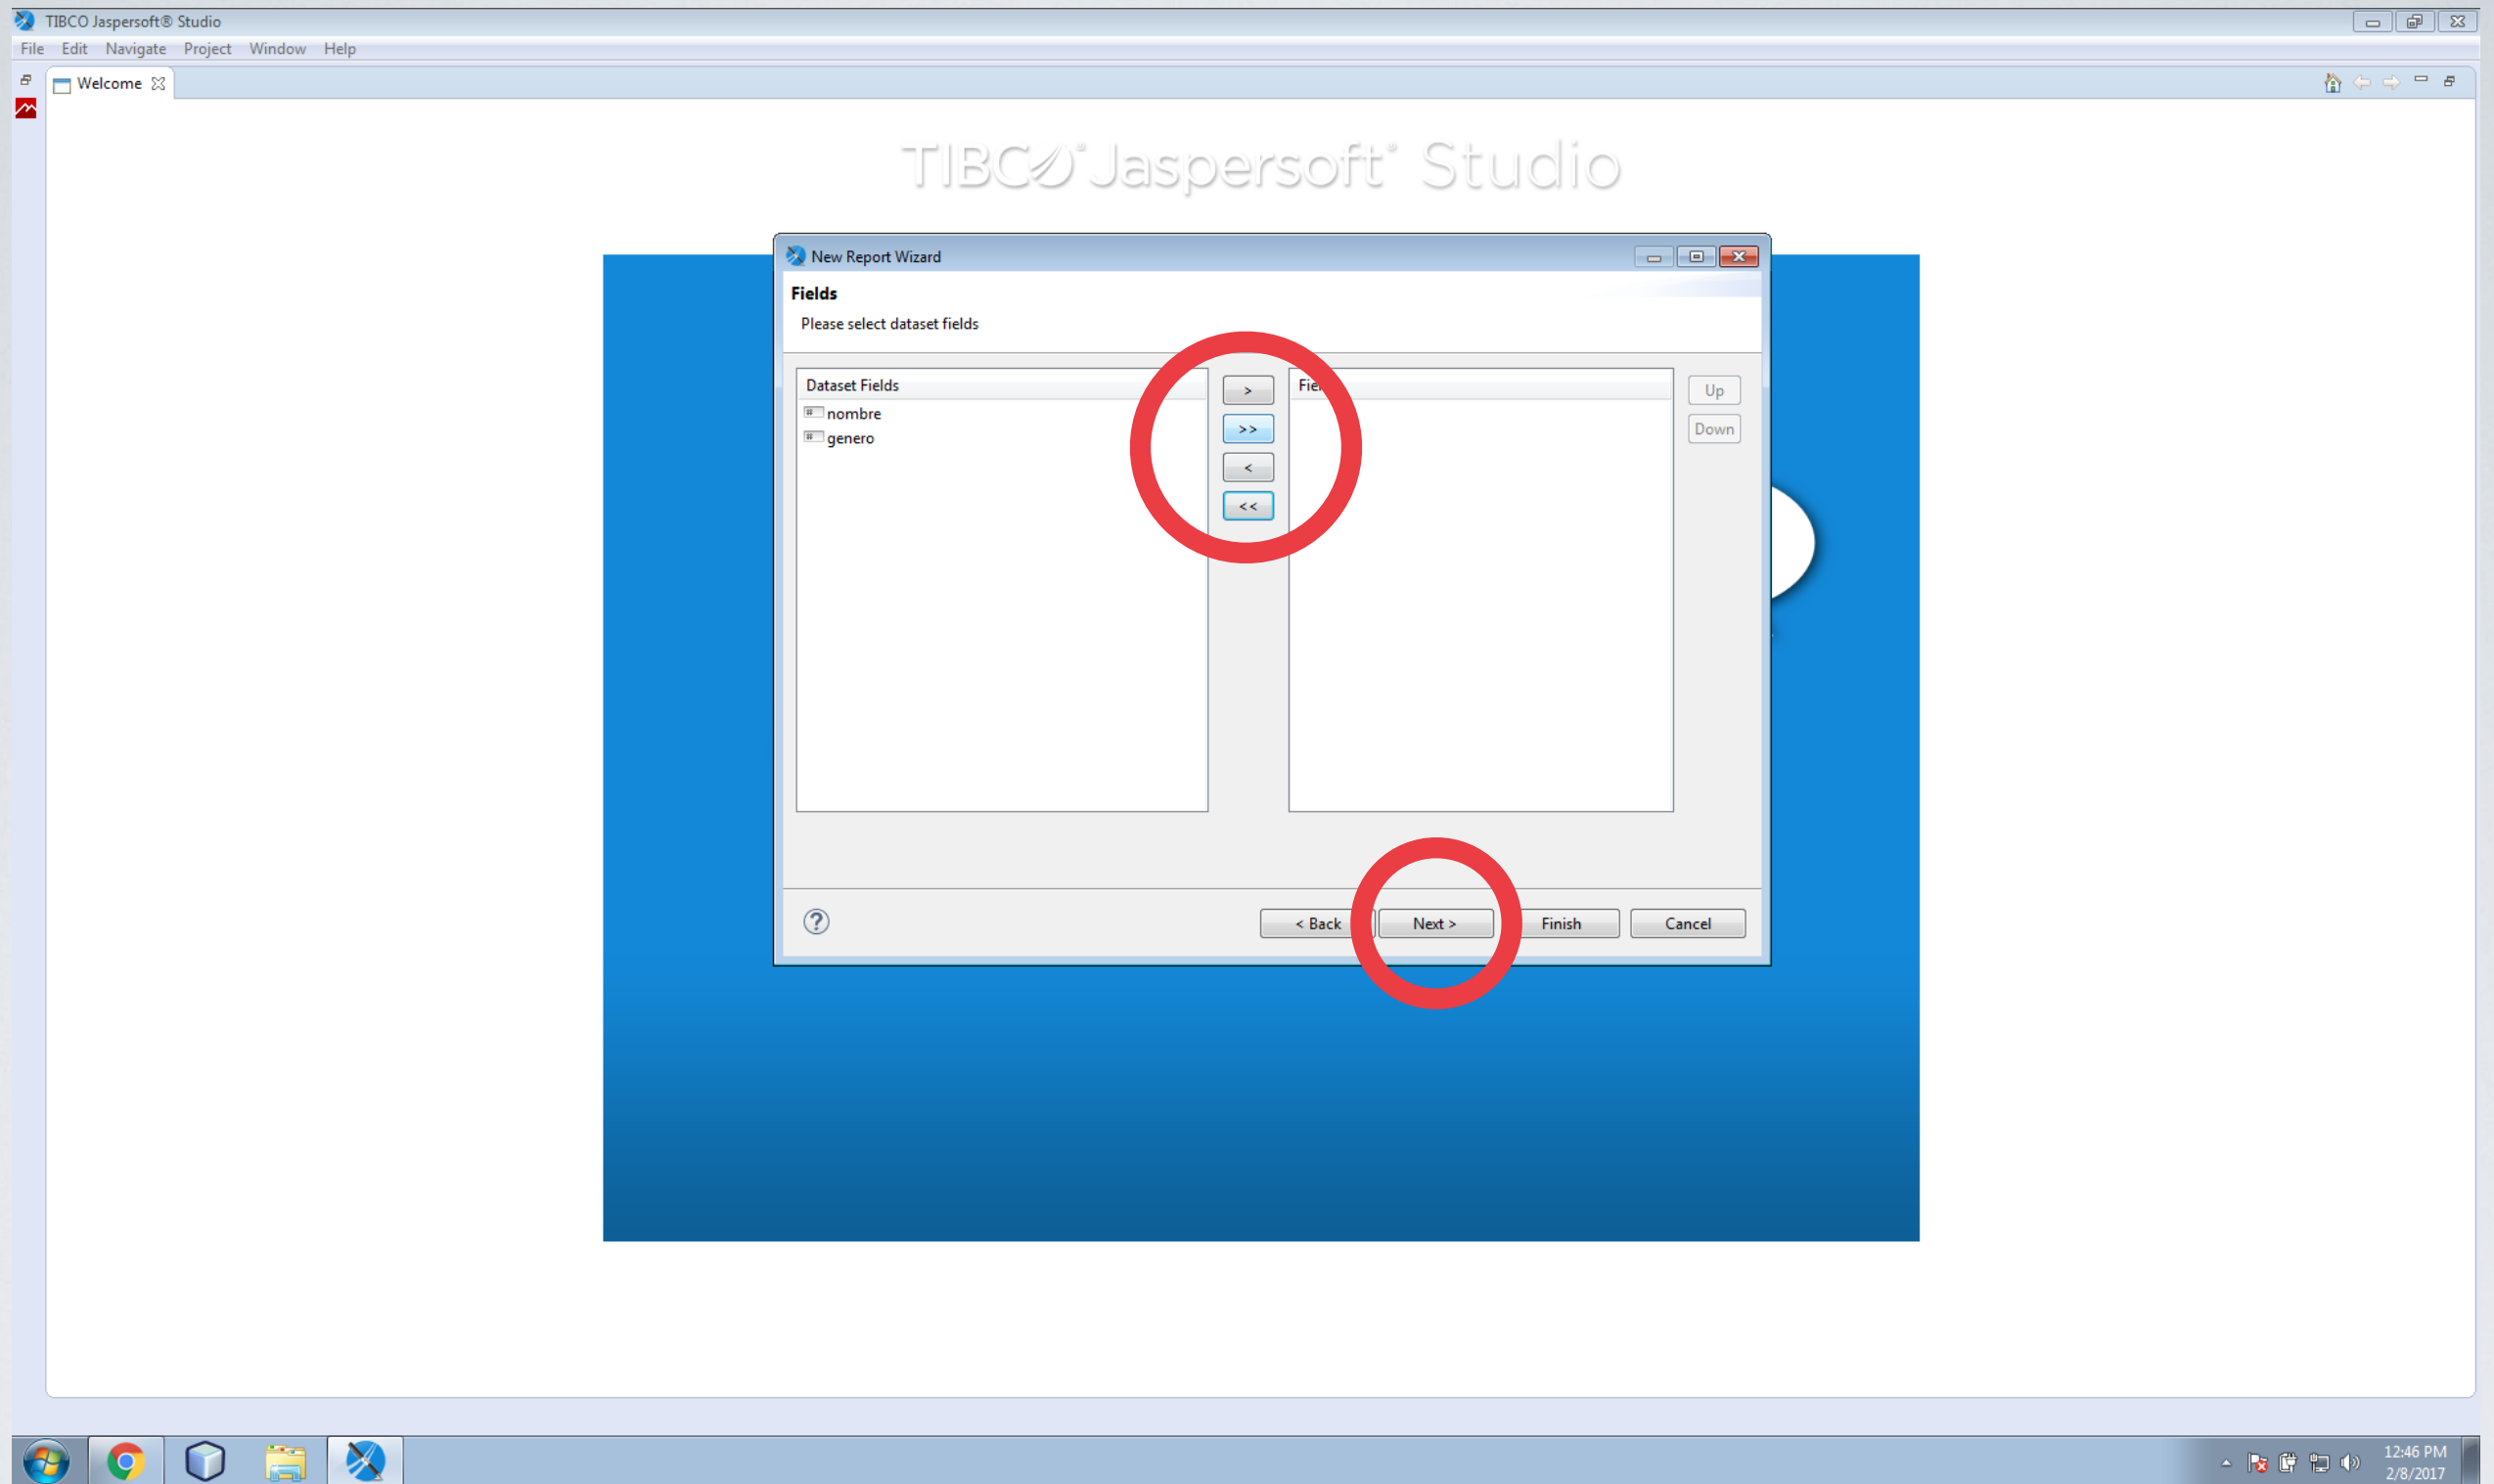 TIBCO Jaspersoft® Studio
File Edit Navigate Project Window Help
Welcome
TIBCO® Jaspersoft® Studio
New Report Wizard
Fields
Please select dataset fields
Dataset Fields
nombre
genero
>
>>
<
<<
Up
Down
< Back
Next >
Finish
Cancel
12:46 PM
2/8/2017